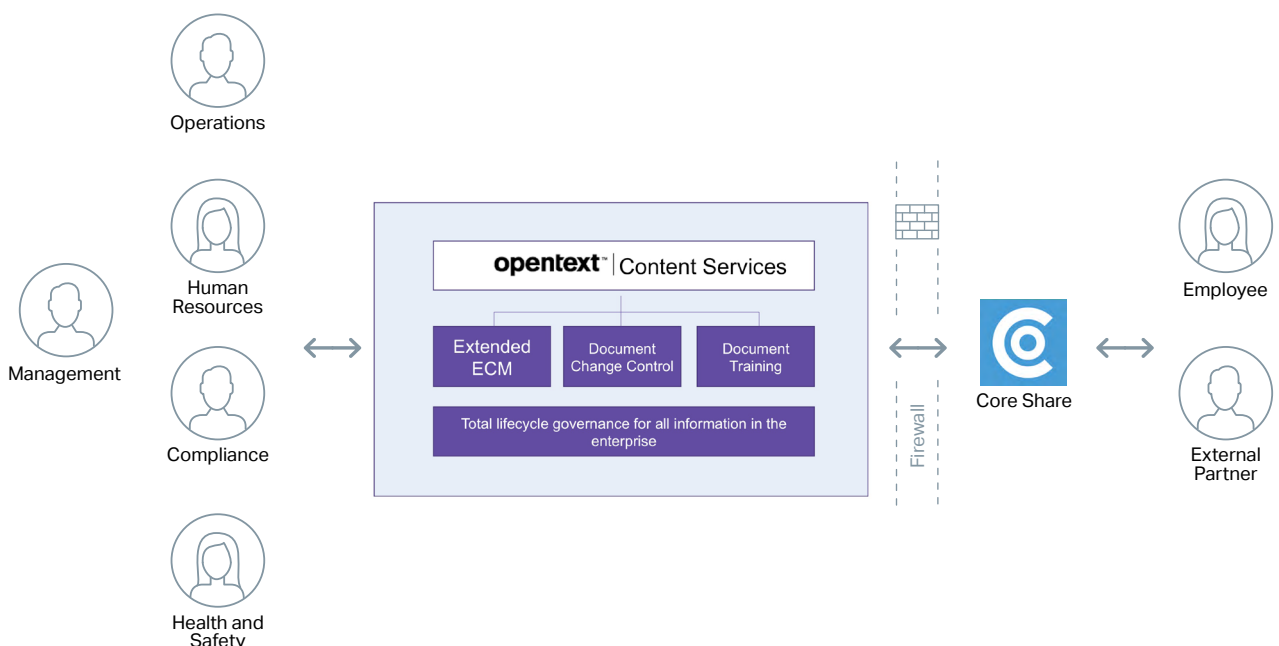 Operations
Human
Resources
Management
Compliance
Health and
Safety
opentext™ | Content Services
Extended
ECM
Document
Change Control
Document
Training
Total lifecycle governance for all information in the
enterprise
Firewall
Core Share
Employee
External
Partner